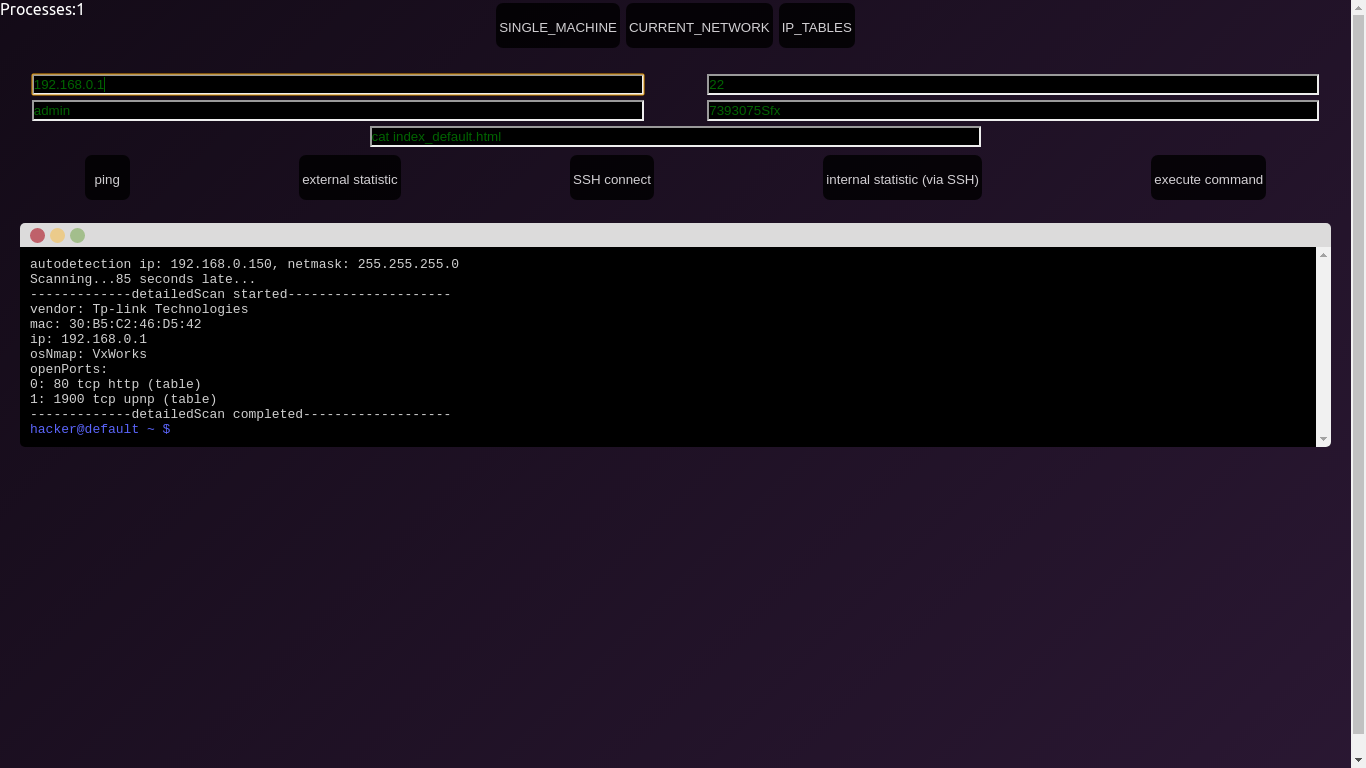 Processes:1
SINGLE_MACHINE CURRENT_NETWORK IP_TABLES
192.168.0.1 22
admin 7393075Sfx
cat index_default.html
ping external statistic SSH connect internal statistic (via SSH) execute command
autodetection ip: 192.168.0.150, netmask: 255.255.255.0
Scanning...85 seconds late...
-------------detailedScan started---------------------
vendor: Tp-link Technologies
mac: 30:B5:C2:46:D5:42
ip: 192.168.0.1
osNmap: VxWorks
openPorts:
0: 80 tcp http (table)
1: 1900 tcp upnp (table)
-------------detailedScan completed-------------------
hacker@default ~ $